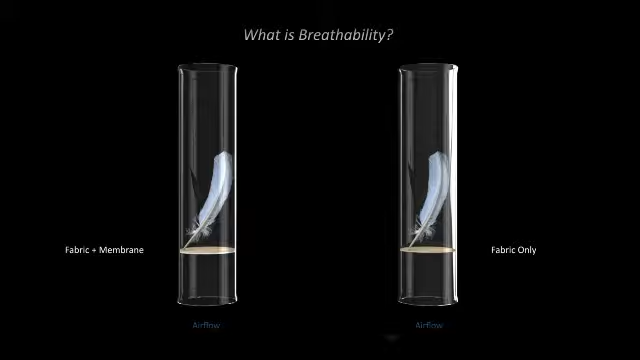 What is Breathability?
Fabric + Membrane
Fabric Only
Airflow
Airflow